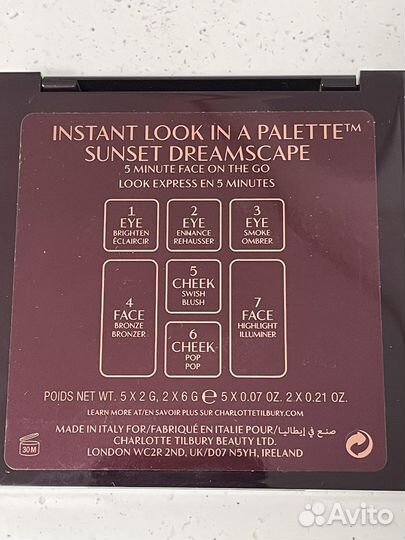 INSTANT LOOK IN A PALETTE™
SUNSET DREAMSCAPE
5 MINUTE FACE ON THE GO
LOOK EXPRESS EN 5 MINUTES
1
EYE
BRIGHTEN
ÉCLAIRCIR
2
EYE
ENHANCE
REHAUSSER
3
EYE
SMOKE
OMBRER
4
FACE
BRONZE
BRONZER
5
CHEEK
SWISH
BLUSH
6
CHEEK
POP
POP
7
FACE
HIGHLIGHT
ILLUMINER
POIDS NET WT. 5 X 2 G, 2 X 6 G ℮ 5 X 0.07 OZ. 2 X 0.21 OZ.
LEARN MORE AT/EN SAVOIR PLUS SUR CHARLOTTETILBURY.COM
MADE IN ITALY FOR/FABRIQUÉ EN ITALIE POUR/صنع في إيطاليا
CHARLOTTE TILBURY BEAUTY LTD.
LONDON WC2R 2ND, UK/D07 N5YH, IRELAND
30M
Avito